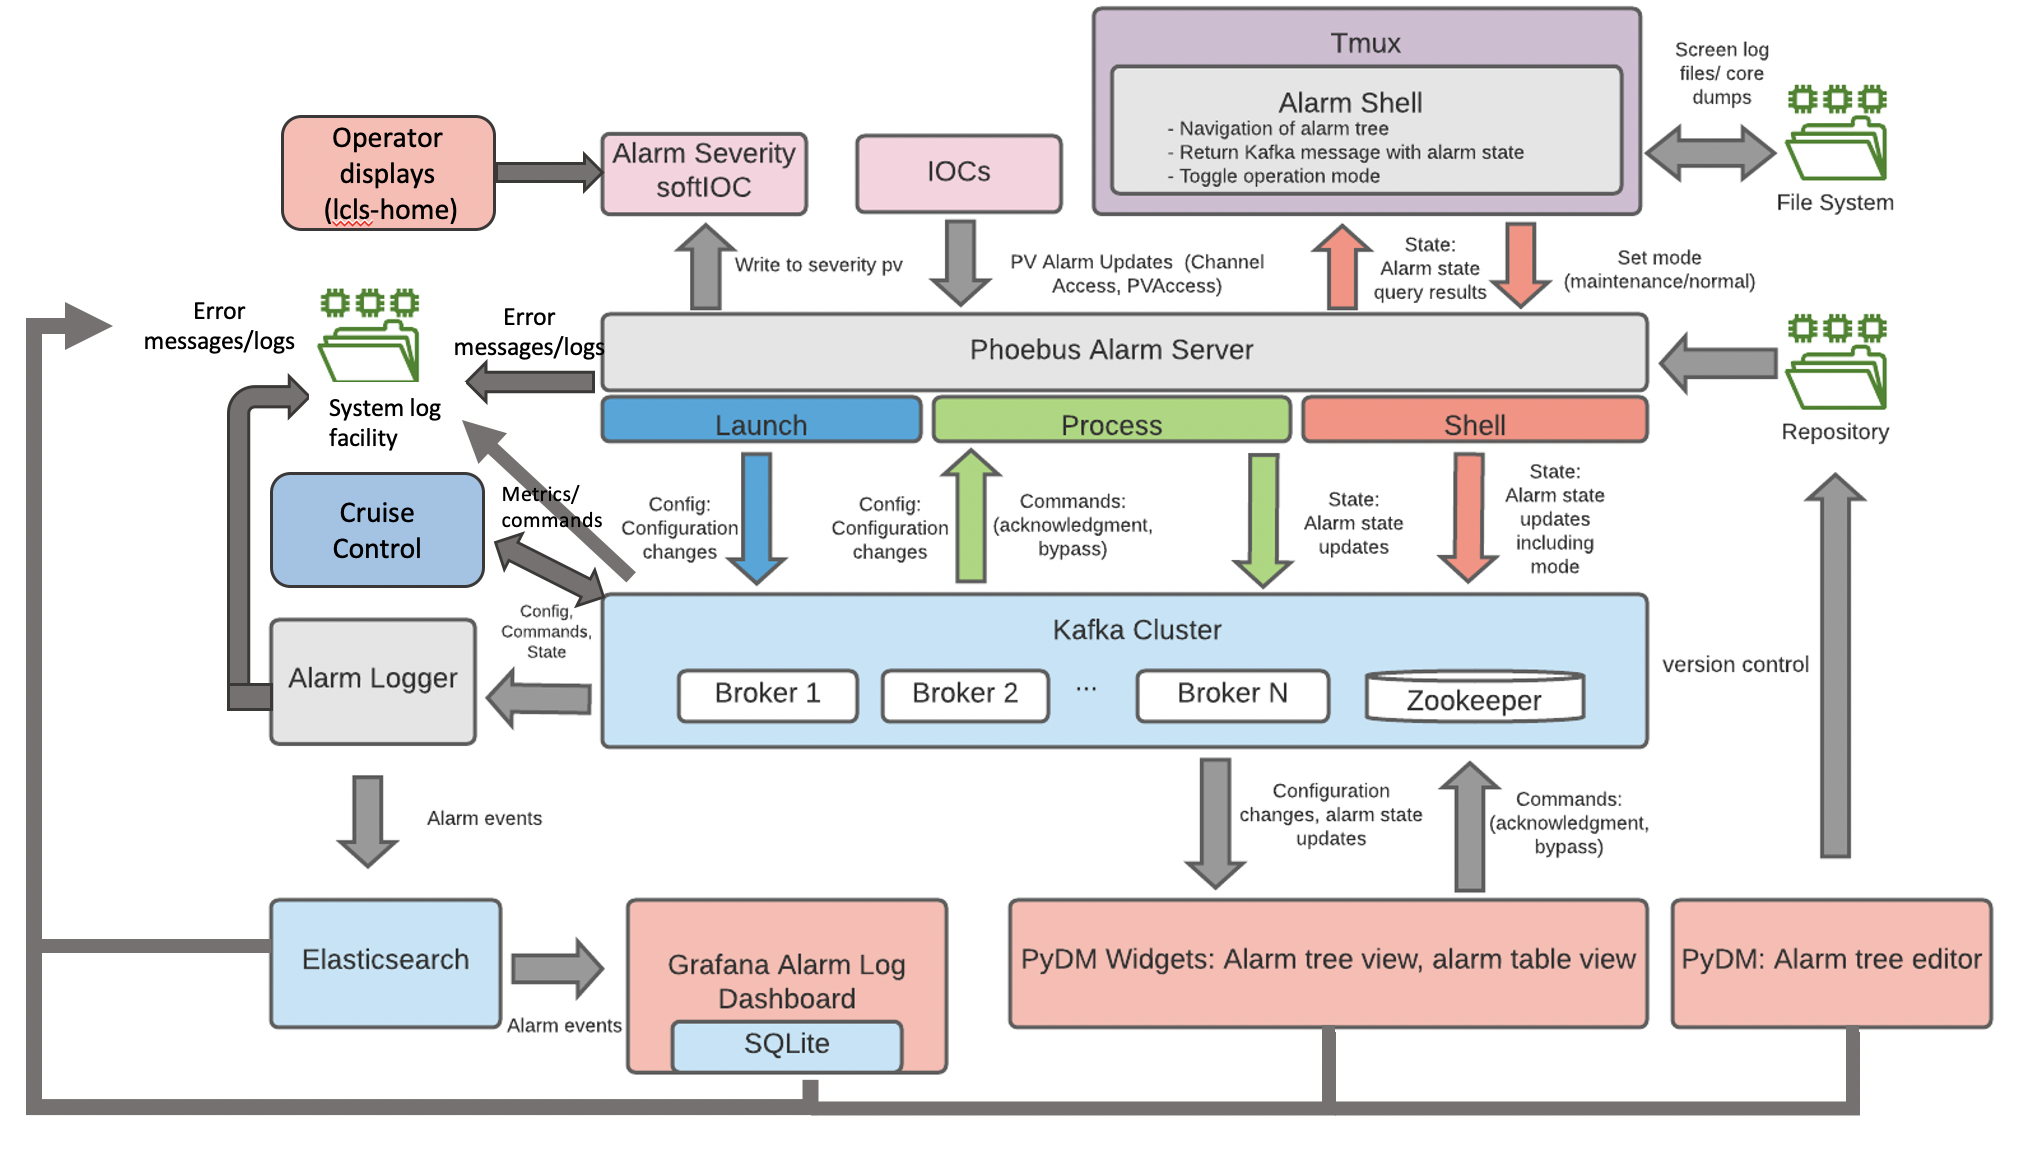 Tmux
Alarm Shell
- Navigation of alarm tree
- Return Kafka message with alarm state
- Toggle operation mode
Screen log
files/ core
dumps
File System
Operator
displays
(lcls-home)
Alarm Severity
softIOC
IOCs
Write to severity pv
PV Alarm Updates (Channel
Access, PVAccess)
State:
Alarm state
query results
Set mode
(maintenance/normal)
Error
messages/logs
System log
facility
Error
messages/logs
Phoebus Alarm Server
Launch
Process
Shell
Repository
Cruise
Control
Metrics/
commands
Config:
Configuration
changes
Config:
Configuration
changes
Commands:
(acknowledgment,
bypass)
State:
Alarm state
updates
State:
Alarm state
updates
including
mode
Config,
Commands,
State
Alarm Logger
Kafka Cluster
Broker 1
Broker 2
...
Broker N
Zookeeper
version control
Alarm events
Configuration
changes, alarm state
updates
Commands:
(acknowledgment,
bypass)
Elasticsearch
Alarm events
Grafana Alarm Log
Dashboard
SQLite
PyDM Widgets: Alarm tree view, alarm table view
PyDM: Alarm tree editor